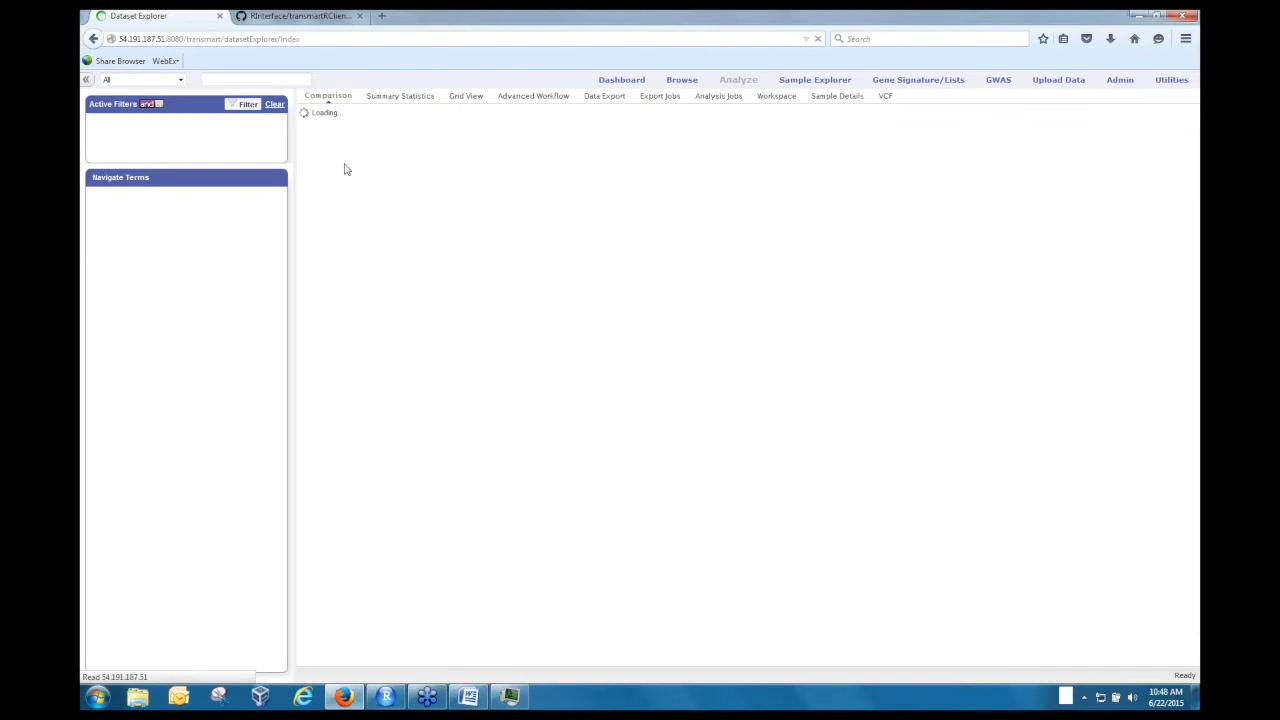 Dataset Explorer × RInterface/transmartRClien... × +
54.191.187.51:8080/transmart/datasetExplorer/index Search
Share Browser WebEx
All Dashboard Browse Analyze Sample Explorer Gene Signature/Lists GWAS Upload Data Admin Utilities
Active Filters and Filter Clear
Comparison Summary Statistics Grid View Advanced Workflow Data Export Export Jobs Analysis Jobs Workspace Sample Details VCF
Loading...
Navigate Terms
Read 54.191.187.51
Ready
10:48 AM
6/22/2015